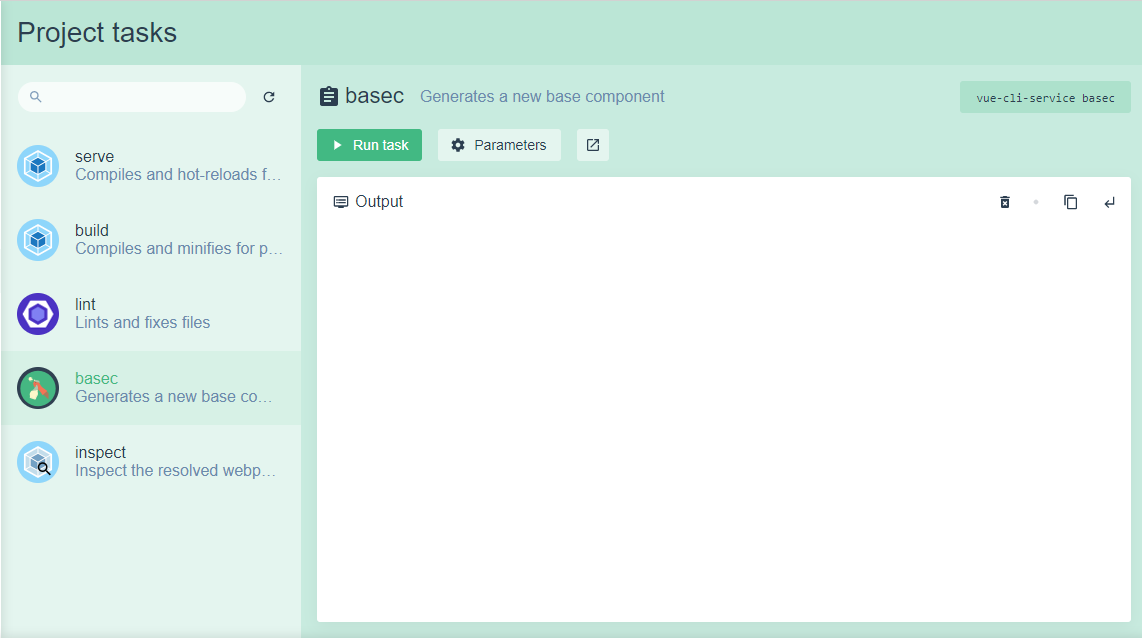 Project tasks
serve
Compiles and hot-reloads f…
build
Compiles and minifies for p…
lint
Lints and fixes files
basec
Generates a new base co…
inspect
Inspect the resolved webp…
basec Generates a new base component
vue-cli-service basec
Run task Parameters
Output